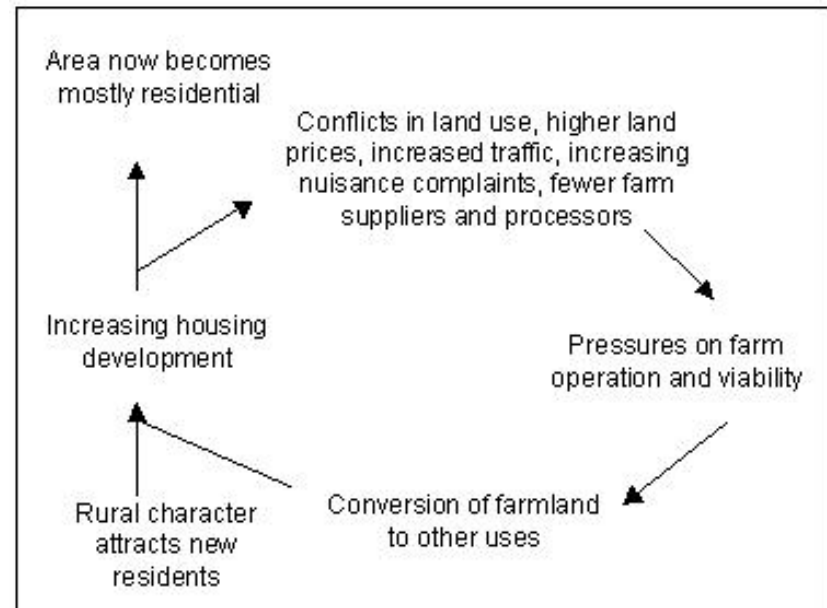 Area now becomes
mostly residential
Conflicts in land use, higher land
prices, increased traffic, increasing
nuisance complaints, fewer farm
suppliers and processors
Increasing housing
development
Pressures on farm
operation and viability
Rural character
attracts new
residents
Conversion of farmland
to other uses